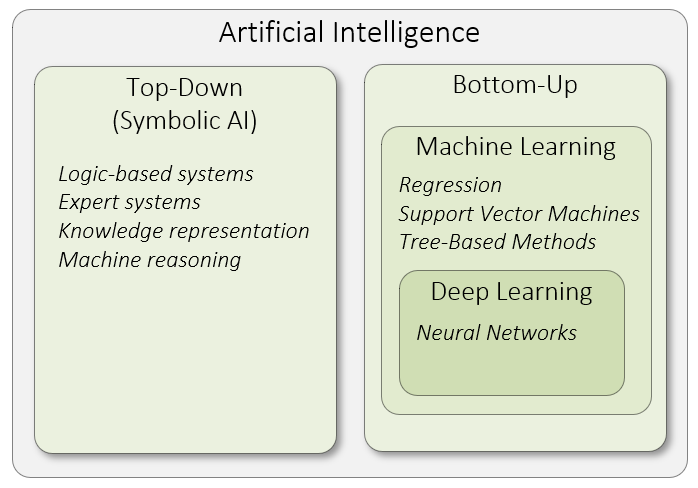 Artificial Intelligence
Top-Down
(Symbolic AI)
Logic-based systems
Expert systems
Knowledge representation
Machine reasoning
Bottom-Up
Machine Learning
Regression
Support Vector Machines
Tree-Based Methods
Deep Learning
Neural Networks